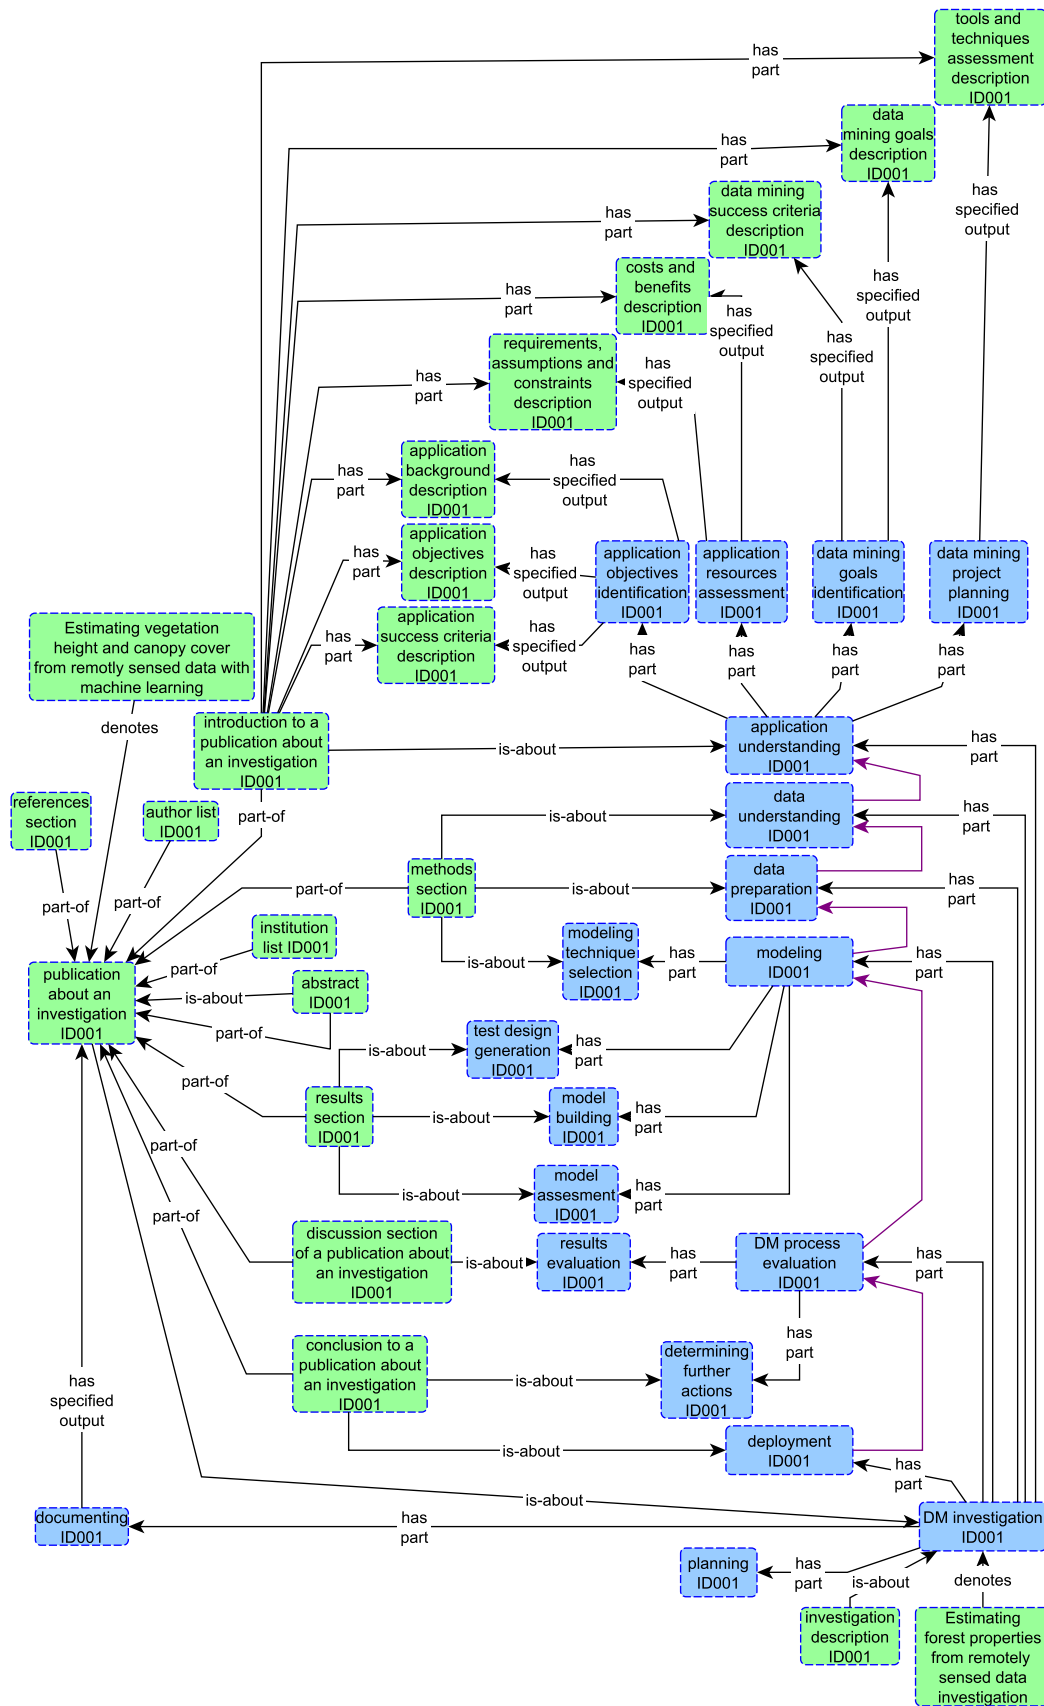 tools and
techniques
assessment
description
ID001
has
part
data
mining goals
description
ID001
has
part
has
specified
output
data mining
success criteria
description
ID001
has
part
costs and
benefits
description
ID001
has
part
has
specified
output
has
specified
output
requirements,
assumptions and
constraints
description
ID001
has
part
has
specified
output
has
specified
output
application
background
description
ID001
has
part
has
specified
output
application
objectives
description
ID001
has
part
has
specified
output
application
objectives
identification
ID001
application
resources
assessment
ID001
data mining
goals
identification
ID001
data mining
project
planning
ID001
application
success criteria
description
ID001
has
part
has
specified
output
Estimating vegetation
height and canopy cover
from remotly sensed data with
machine learning
has
part
has
part
has
part
has
part
denotes
introduction to a
publication about
an investigation
ID001
is-about
application
understanding
ID001
has
part
references
section
ID001
author list
ID001
part-of
is-about
data
understanding
ID001
has
part
part-of
part-of
part-of
methods
section
ID001
is-about
data
preparation
ID001
has
part
institution
list ID001
part-of
is-about
modeling
technique
selection
ID001
has
part
modeling
ID001
has
part
publication
about an
investigation
ID001
is-about
abstract
ID001
part-of
is-about
test design
generation
ID001
has
part
part-of
results
section
ID001
is-about
model
building
ID001
has
part
part-of
is-about
model
assesment
ID001
has
part
part-of
discussion section
of a publication about
an investigation
ID001
is-about
results
evaluation
ID001
has
part
DM process
evaluation
ID001
has
part
has
part
conclusion to a
publication about
an investigation
ID001
is-about
determining
further
actions
ID001
has
specified
output
is-about
deployment
ID001
has
part
is-about
documenting
ID001
has
part
DM investigation
ID001
planning
ID001
has
part
is-about
denotes
investigation
description
ID001
Estimating
forest properties
from remotely
sensed data
investigation